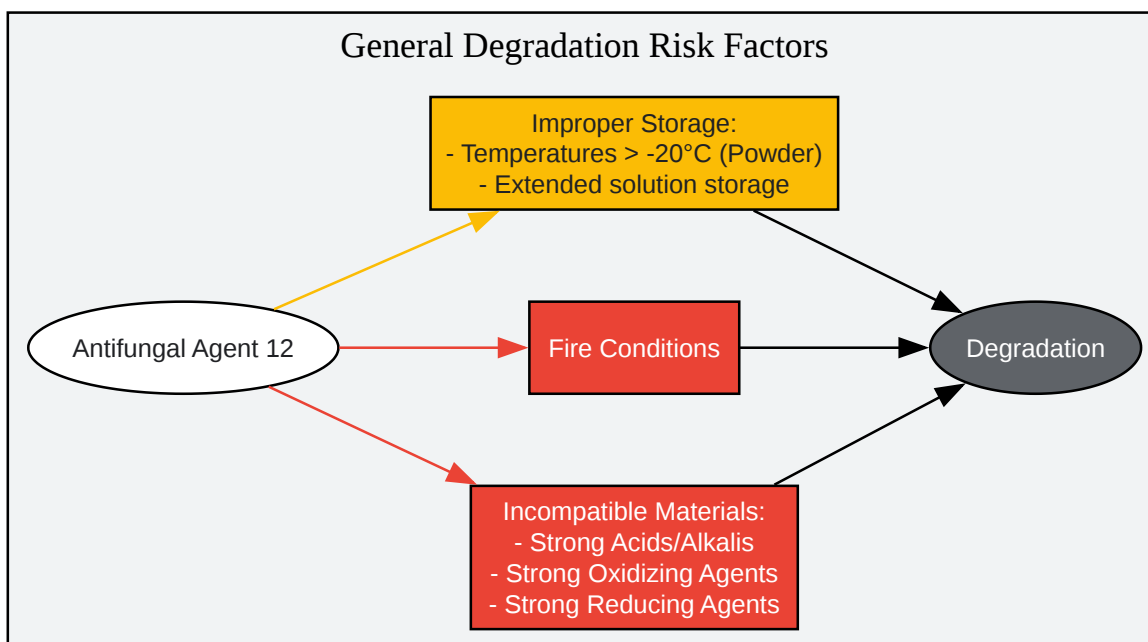 General Degradation Risk Factors
Improper Storage:
- Temperatures > -20°C (Powder)
- Extended solution storage
Antifungal Agent 12
Fire Conditions
Degradation
Incompatible Materials:
- Strong Acids/Alkalis
- Strong Oxidizing Agents
- Strong Reducing Agents